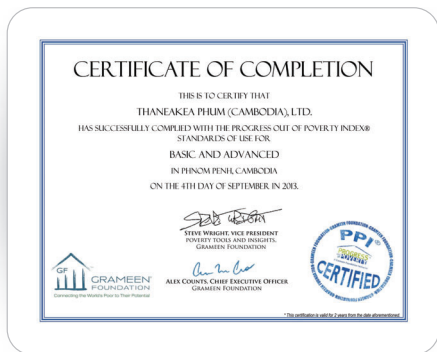 CERTIFICATE OF COMPLETION
THIS IS TO CERTIFY THAT
THANEAKEA PHUM (CAMBODIA), LTD.
HAS SUCCESSFULLY COMPLIED WITH THE PROGRESS OUT OF POVERTY INDEX®
STANDARDS OF USE FOR
BASIC AND ADVANCED
IN PHNOM PENH, CAMBODIA
ON THE 4TH DAY OF SEPTEMBER IN 2013.
STEVE WRIGHT, VICE PRESIDENT
POVERTY TOOLS AND INSIGHTS,
GRAMEEN FOUNDATION
ALEX COUNTS, CHIEF EXECUTIVE OFFICER
GRAMEEN FOUNDATION
GF
GRAMEEN
FOUNDATION
Connecting the World's Poor to Their Potential
PPI®
PROGRESS
CERTIFIED
* This certification is valid for 2 years from the date aforementioned.